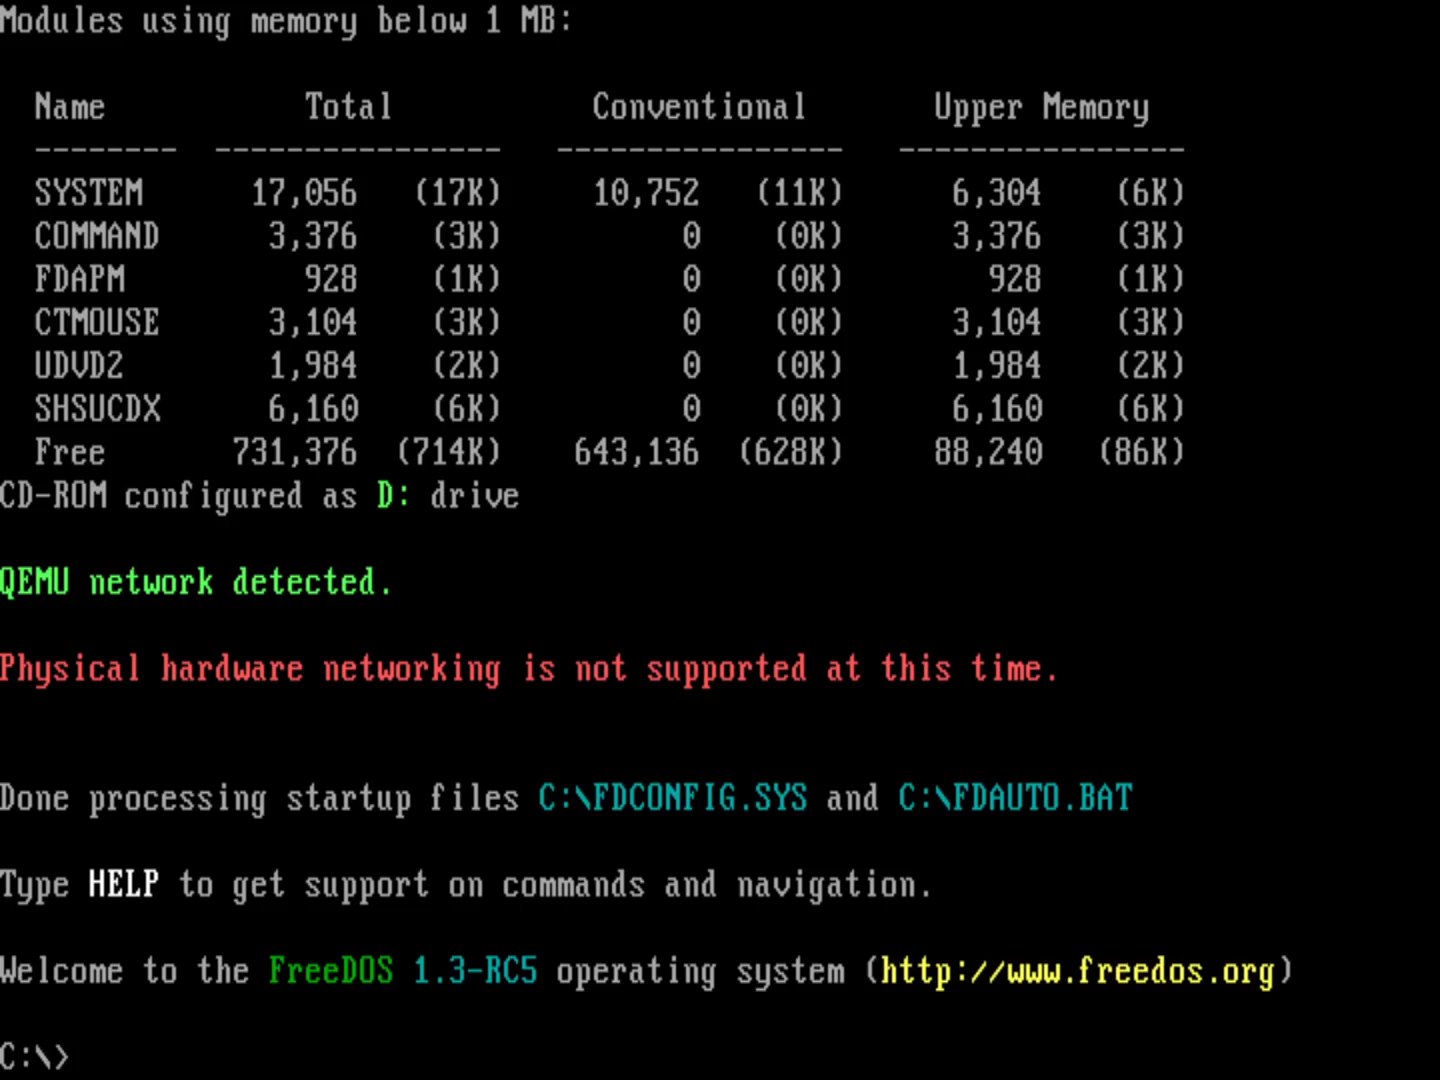 Modules using memory below 1 MB:
Name Total Conventional Upper Memory
-------- ---------------- ---------------- ----------------
SYSTEM 17,056 (17K) 10,752 (11K) 6,304 (6K)
COMMAND 3,376 (3K) 0 (0K) 3,376 (3K)
FDAPM 928 (1K) 0 (0K) 928 (1K)
CTMOUSE 3,104 (3K) 0 (0K) 3,104 (3K)
UDVD2 1,984 (2K) 0 (0K) 1,984 (2K)
SHSUCDX 6,160 (6K) 0 (0K) 6,160 (6K)
Free 731,376 (714K) 643,136 (628K) 88,240 (86K)
CD-ROM configured as D: drive
QEMU network detected.
Physical hardware networking is not supported at this time.
Done processing startup files C:\FDCONFIG.SYS and C:\FDAUTO.BAT
Type HELP to get support on commands and navigation.
Welcome to the FreeDOS 1.3-RC5 operating system (http://www.freedos.org)
C:\>